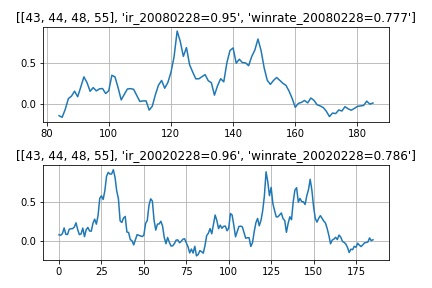 [[43, 44, 48, 55], 'ir_20080228=0.95', 'winrate_20080228=0.777']
0.5
0.0
80 100 120 140 160 180
[[43, 44, 48, 55], 'ir_20020228=0.96', 'winrate_20020228=0.786']
0.5
0.0
0 25 50 75 100 125 150 175